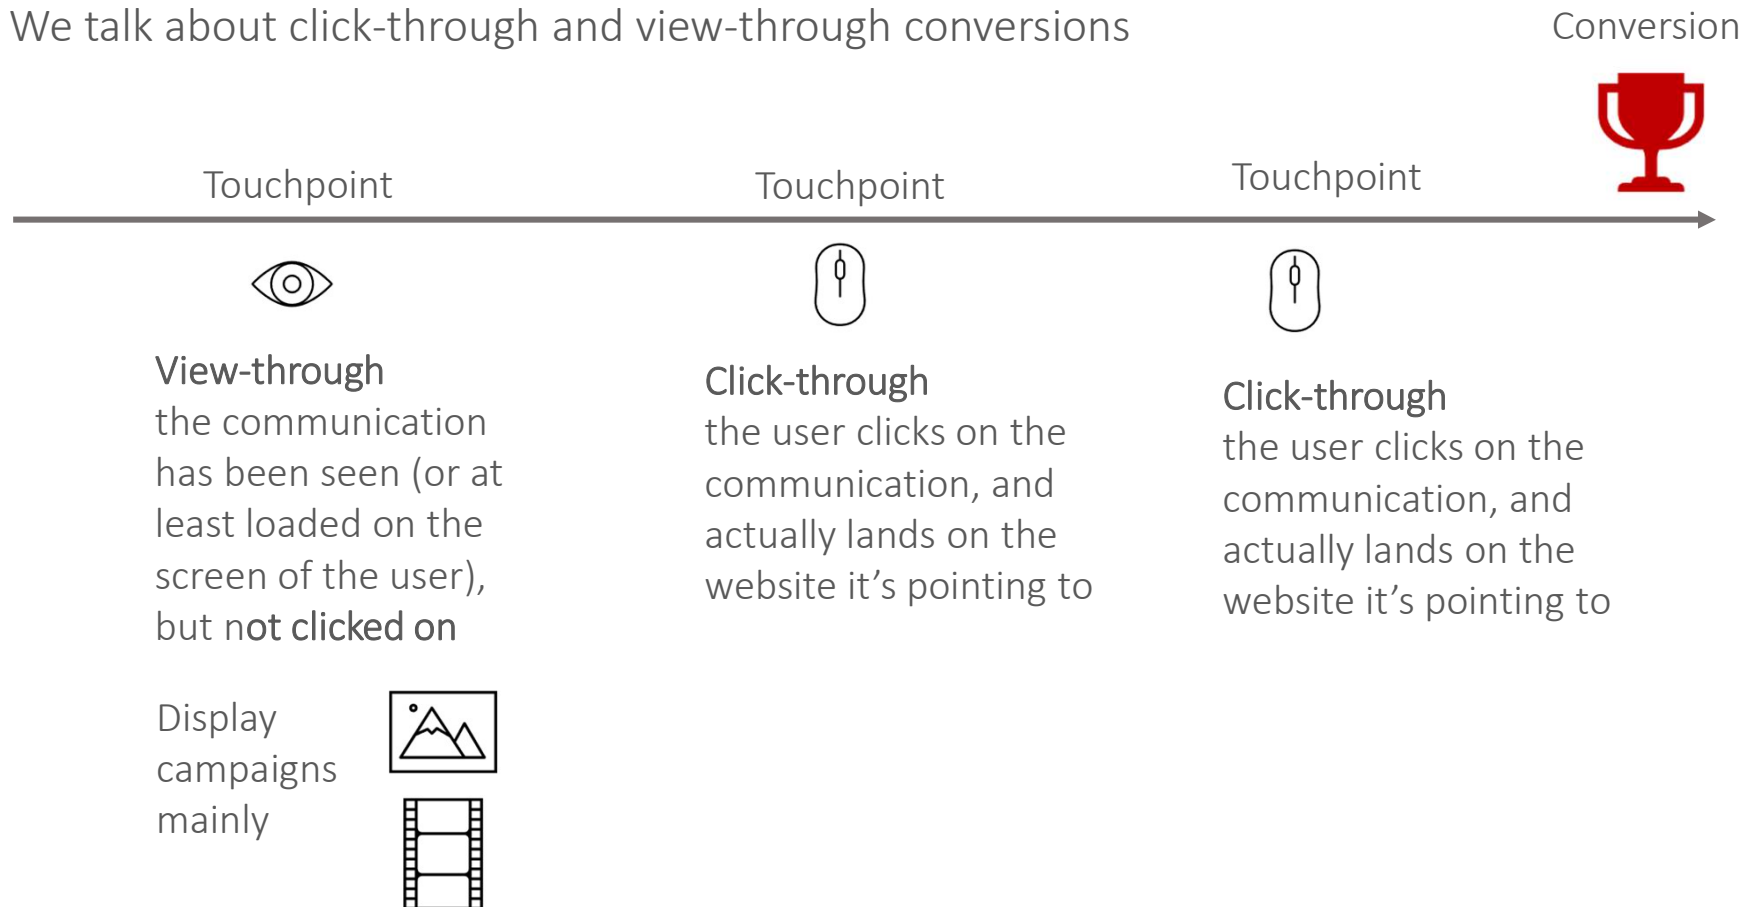 We talk about click-through and view-through conversions
Conversion
Touchpoint
Touchpoint
Touchpoint
View-through
the communication
has been seen (or at
least loaded on the
screen of the user),
but not clicked on
Display
campaigns
mainly
Click-through
the user clicks on the
communication, and
actually lands on the
website it’s pointing to
Click-through
the user clicks on the
communication, and
actually lands on the
website it’s pointing to